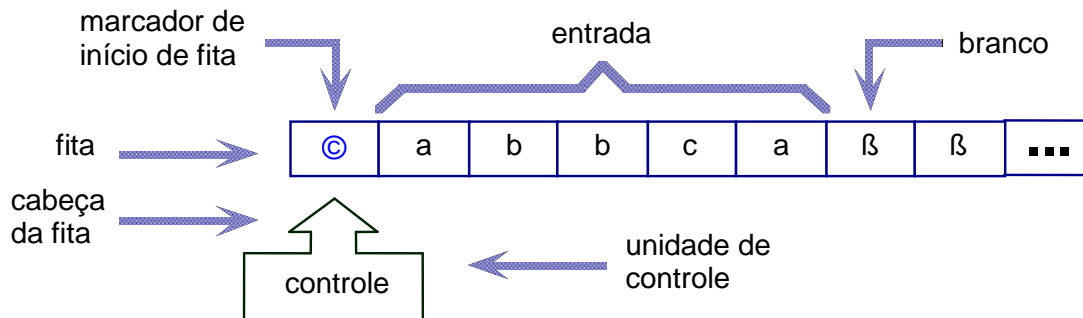 marcador de
início de fita
entrada
branco
fita
© a b b c a ß ß ...
cabeça
da fita
controle
unidade de
controle